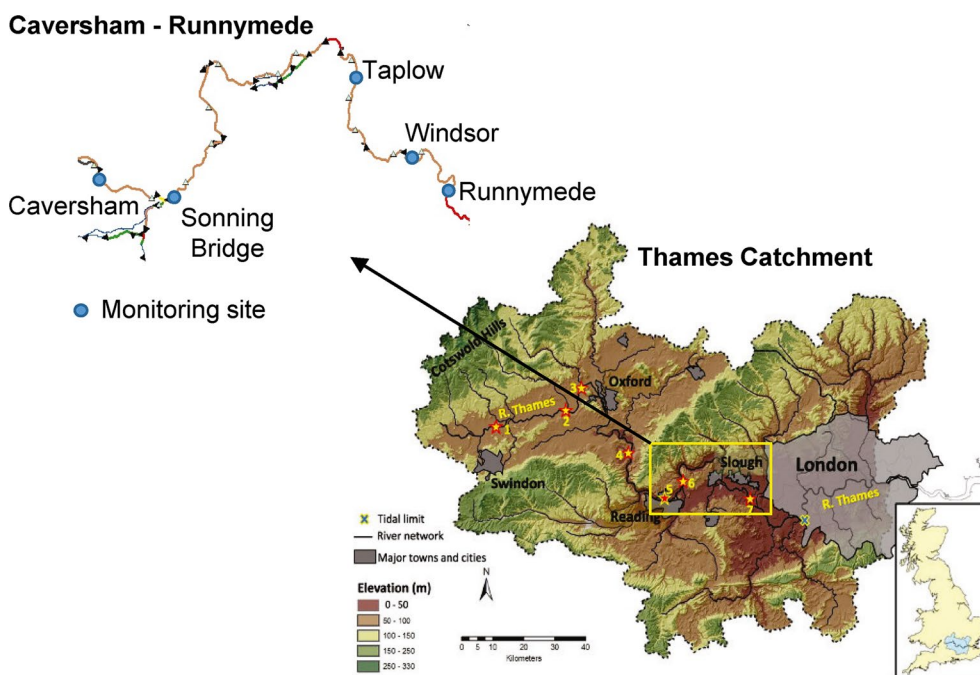 Caversham - Runnymede
Taplow
Windsor
Runnymede
Caversham
Sonning
Bridge
Monitoring site
Thames Catchment
Cotswold Hills
Oxford
3
R. Thames
2
1
4
Swindon
Slough
London
6
5
7
Reading
R. Thames
Tidal limit
River network
Major towns and cities
N
Elevation (m)
0 - 50
50 - 100
100 - 150
150 - 250
250 - 330
0 5 10 20 30 40
Kilometers